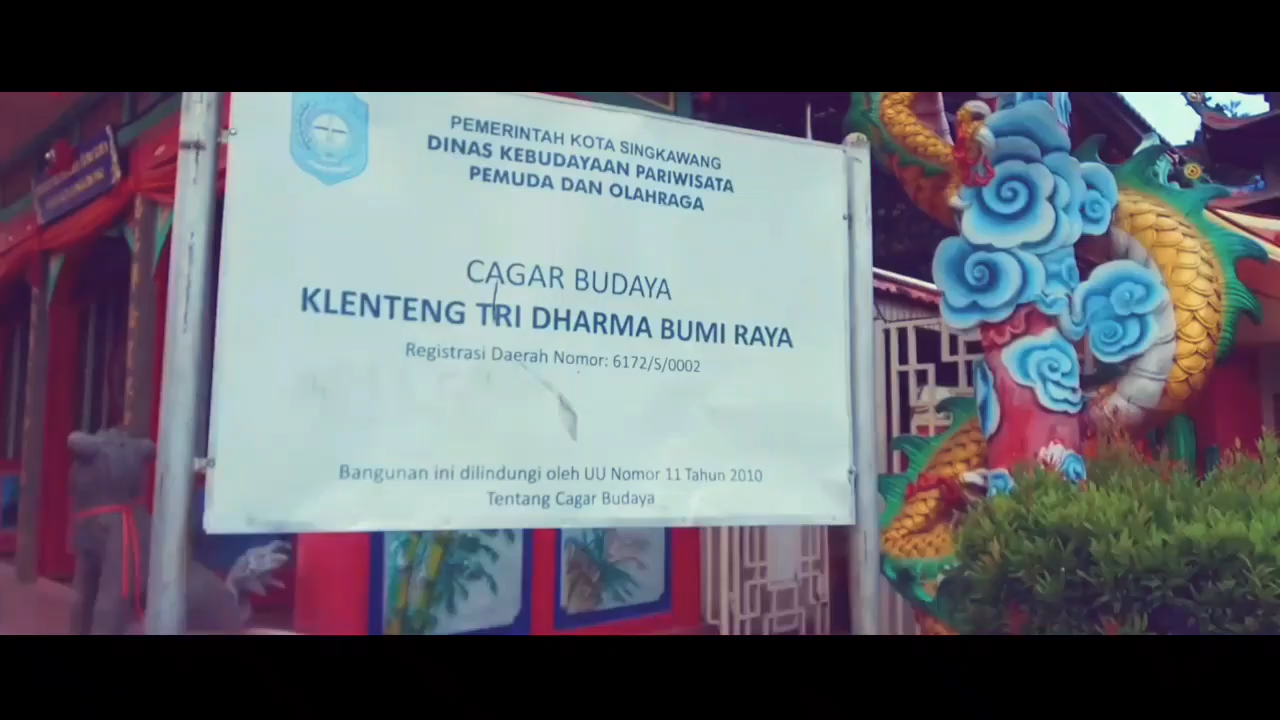 PEMERINTAH KOTA SINGKAWANG
DINAS KEBUDAYAAN PARIWISATA
PEMUDA DAN OLAHRAGA
CAGAR BUDAYA
KLENTENG TRI DHARMA BUMI RAYA
Registrasi Daerah Nomor: 6172/S/0002
Bangunan ini dilindungi oleh UU Nomor 11 Tahun 2010
Tentang Cagar Budaya